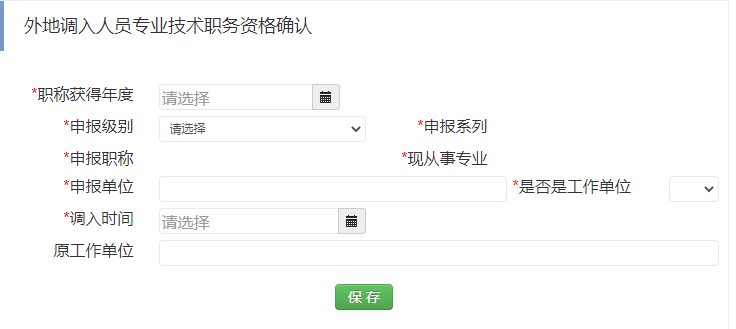 外地调入人员专业技术职务资格确认
*职称获得年度 请选择
*申报级别 请选择 *申报系列
*申报职称 *现从事专业
*申报单位 *是否是工作单位
*调入时间 请选择
原工作单位
保 存